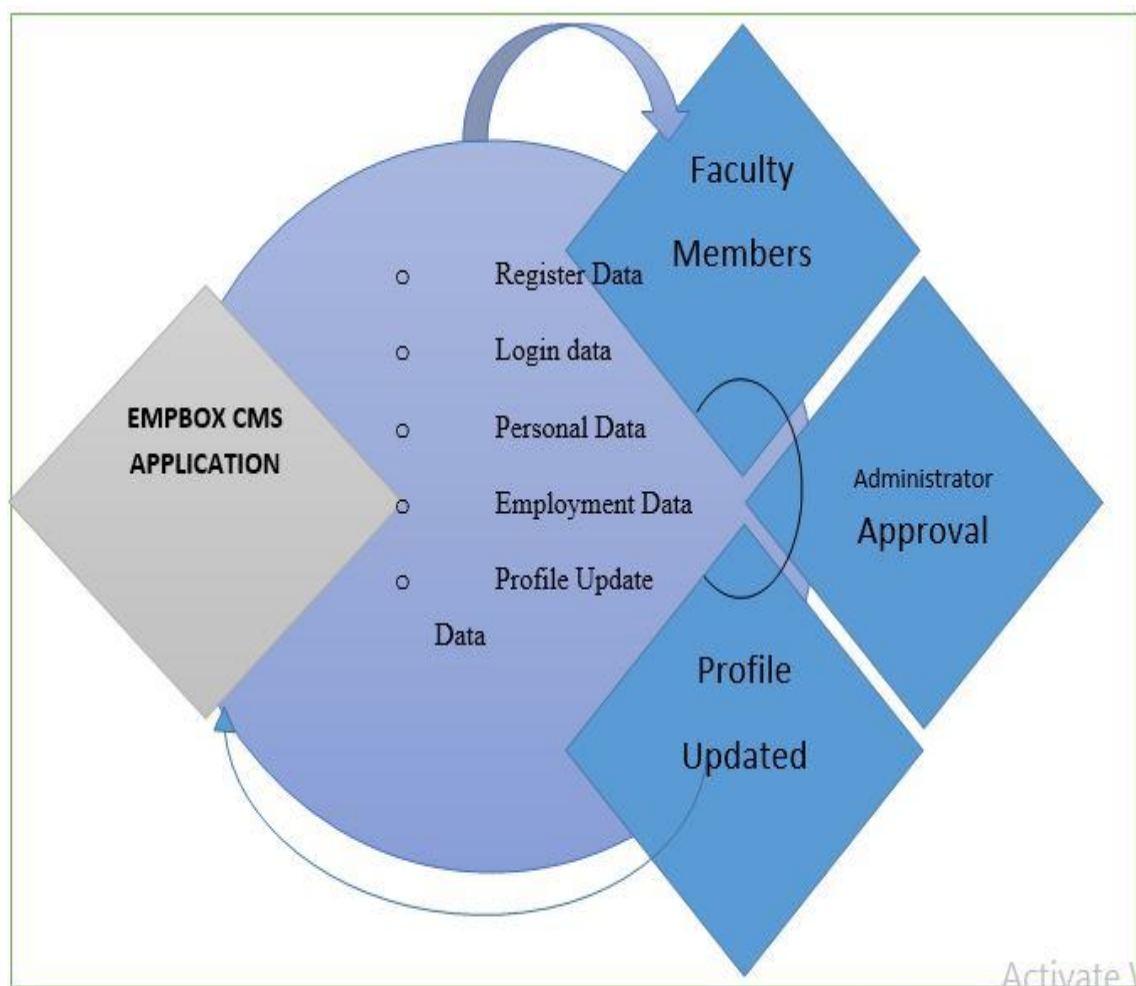 Faculty
Members
o Register Data
o Login data
o Personal Data
o Employment Data
o Profile Update
Data
EMPBOX CMS
APPLICATION
Administrator
Approval
Profile
Updated
Activate